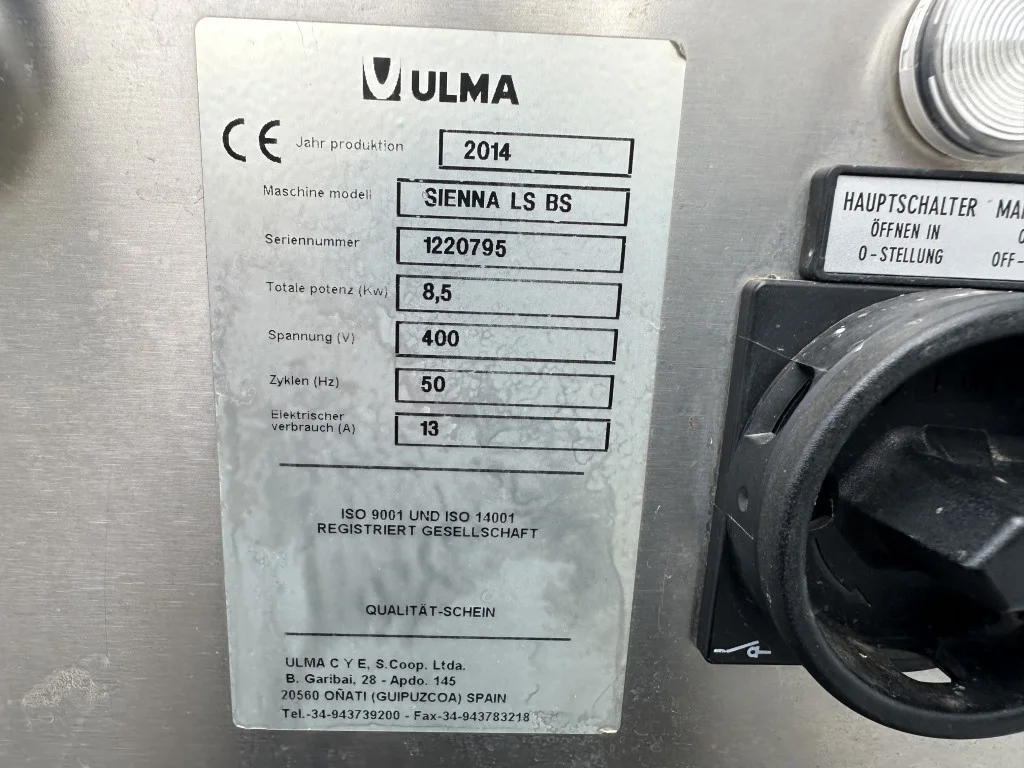 ULMA
CE Jahr produktion 2014
Maschine modell SIENNA LS BS
Seriennummer 1220795
Totale potenz (Kw) 8,5
Spannung (V) 400
Zyklen (Hz) 50
Elektrischer
verbrauch (A) 13
ISO 9001 UND ISO 14001
REGISTRIERT GESELLSCHAFT
QUALITÄT-SCHEIN
ULMA C Y E, S.Coop. Ltda.
B. Garibai, 28 - Apdo. 145
20560 OÑATI (GUIPUZCOA) SPAIN
Tel.-34-943739200 - Fax-34-943783218
HAUPTSCHALTER
ÖFFNEN IN
0-STELLUNG OFF-